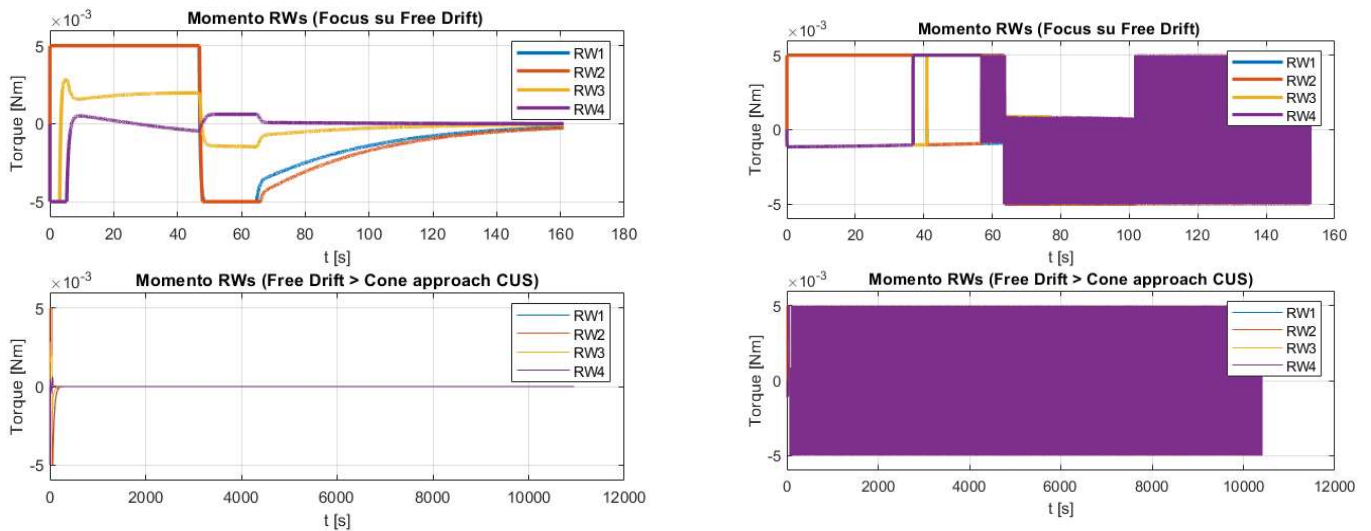 Momento RWs (Focus su Free Drift)
×10⁻³
5
0
-5
Torque [Nm]
RW1
RW2
RW3
RW4
0 20 40 60 80 100 120 140 160 180
t [s]
Momento RWs (Focus su Free Drift)
×10⁻³
5
0
-5
Torque [Nm]
RW1
RW2
RW3
RW4
0 20 40 60 80 100 120 140 160
t [s]
Momento RWs (Free Drift > Cone approach CUS)
×10⁻³
5
0
-5
Torque [Nm]
RW1
RW2
RW3
RW4
0 2000 4000 6000 8000 10000 12000
t [s]
Momento RWs (Free Drift > Cone approach CUS)
×10⁻³
5
0
-5
Torque [Nm]
RW1
RW2
RW3
RW4
0 2000 4000 6000 8000 10000 12000
t [s]